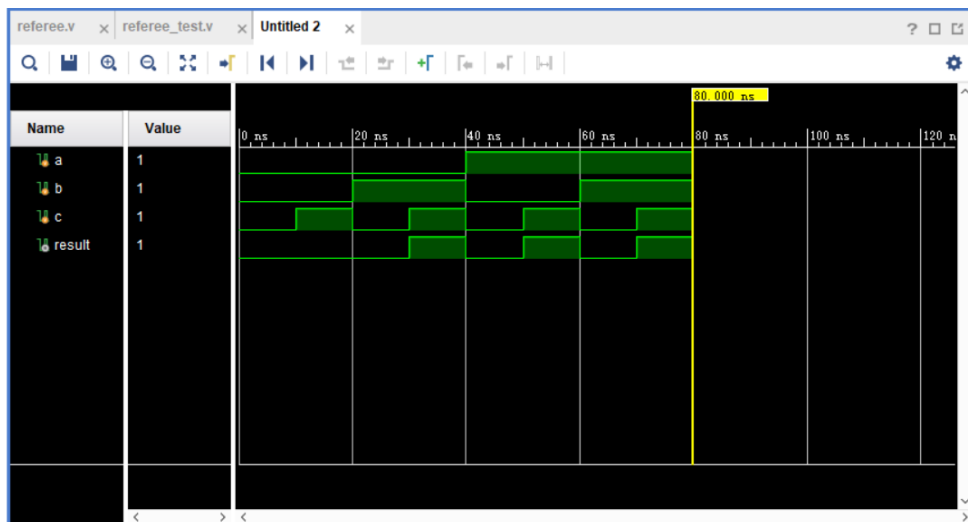 referee.v × referee_test.v × Untitled 2 ×
80.000 ns
Name Value
0 ns 20 ns 40 ns 60 ns 80 ns 100 ns 120 n
a 1
b 1
c 1
result 1